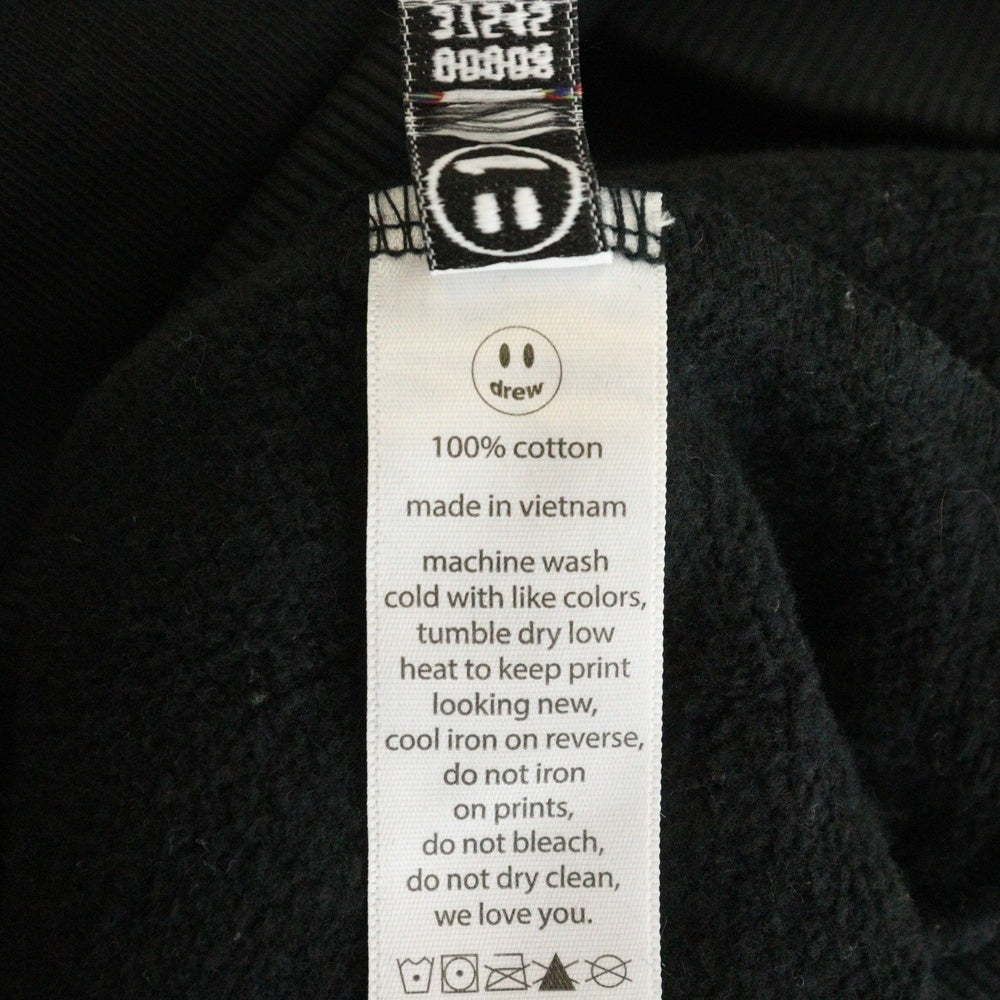 31242
80808
drew
100% cotton
made in vietnam
machine wash
cold with like colors,
tumble dry low
heat to keep print
looking new,
cool iron on reverse,
do not iron
on prints,
do not bleach,
do not dry clean,
we love you.